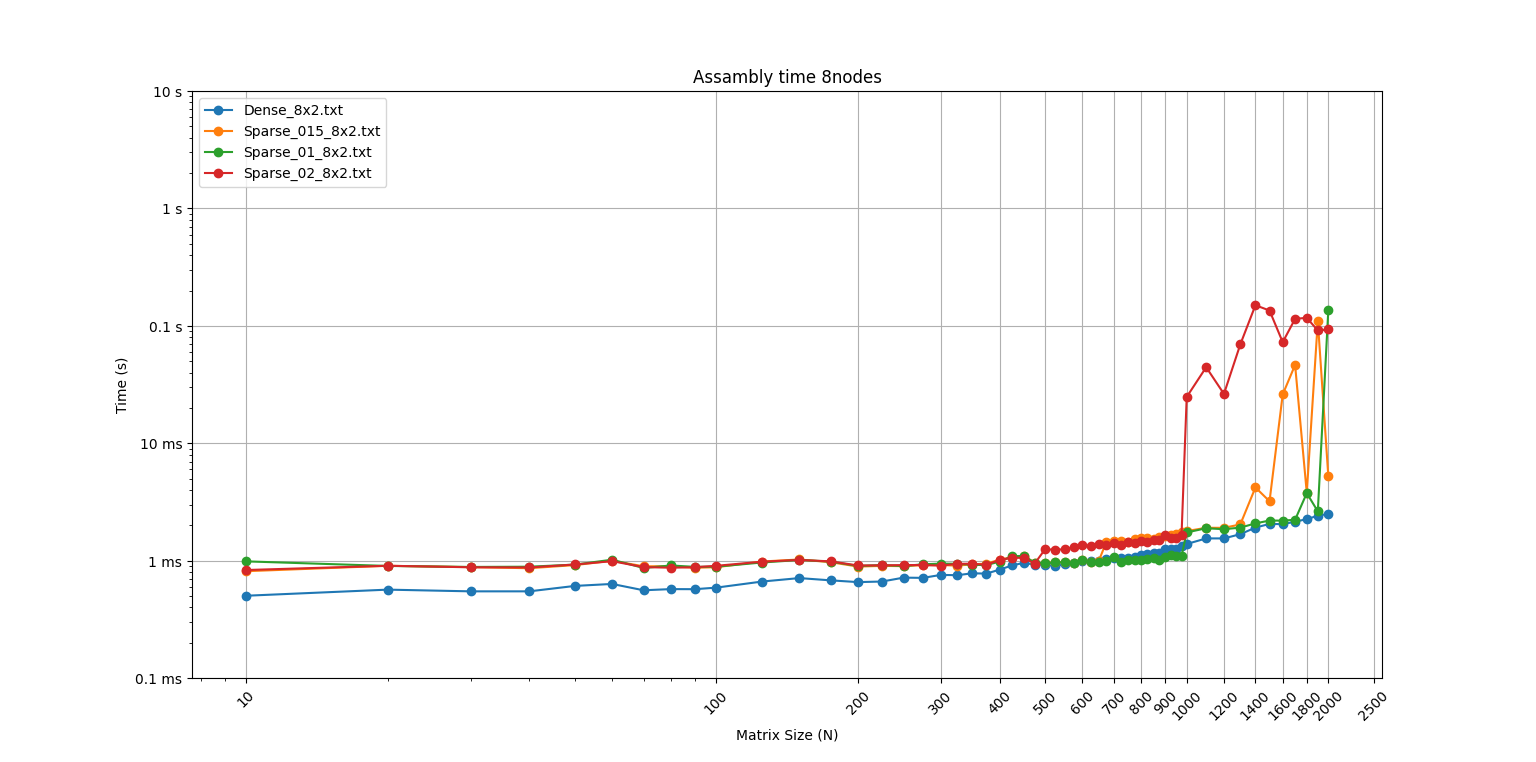 Assambly time 8nodes
10 s
1 s
0.1 s
10 ms
1 ms
0.1 ms
Time (s)
Dense_8x2.txt
Sparse_015_8x2.txt
Sparse_01_8x2.txt
Sparse_02_8x2.txt
10
100
200
300
400
500
600
700
800
900
1000
1200
1400
1600
1800
2000
2500
Matrix Size (N)